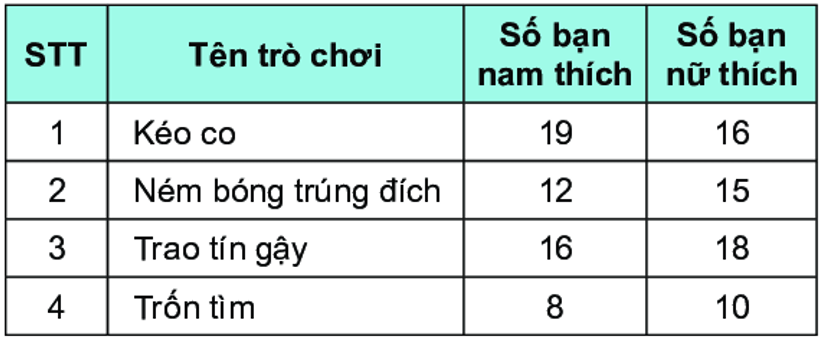 STT Tên trò chơi Số bạn nam thích Số bạn nữ thích
1 Kéo co 19 16
2 Ném bóng trúng đích 12 15
3 Trao tín gậy 16 18
4 Trốn tìm 8 10